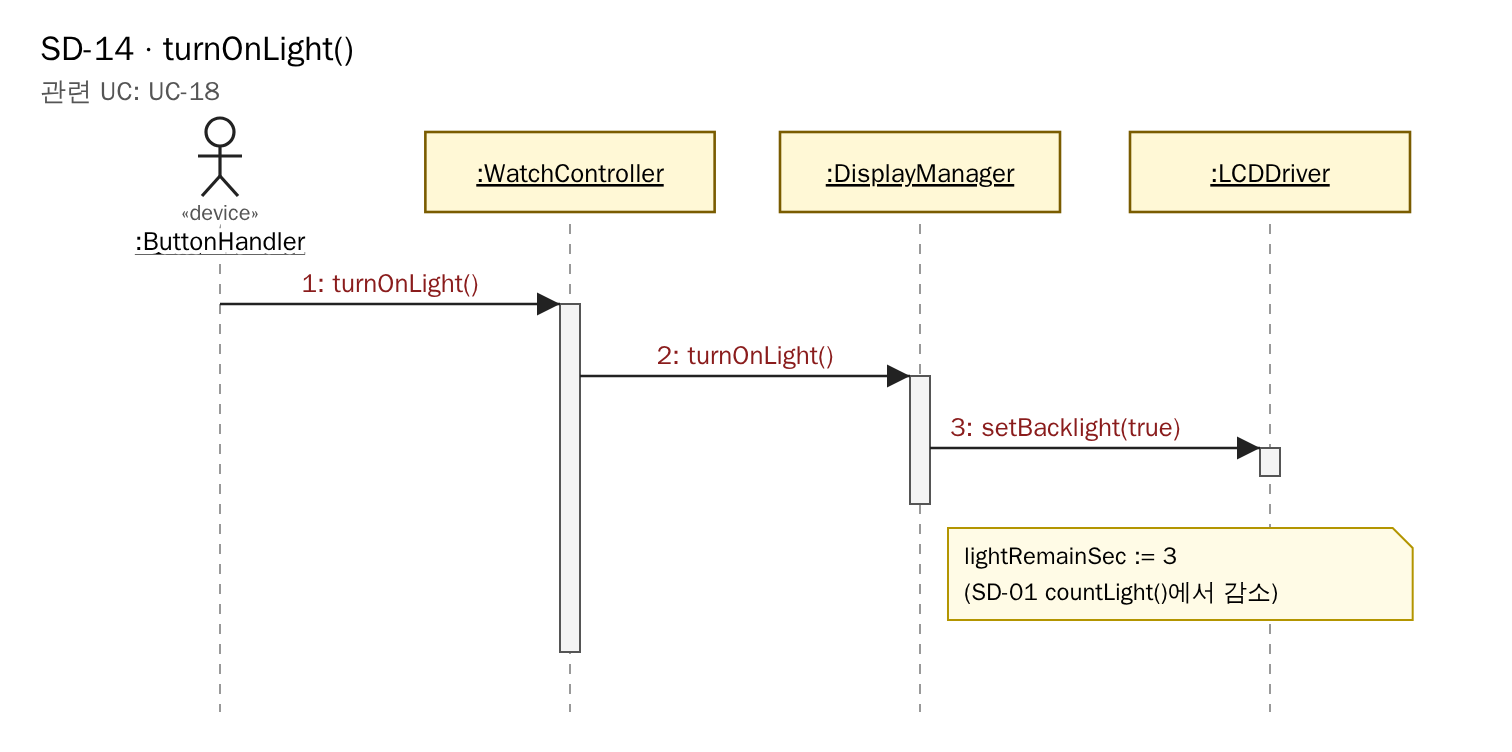 SD-14 · turnOnLight()
관련 UC: UC-18
«device»
:ButtonHandler
:WatchController
:DisplayManager
:LCDDriver
1: turnOnLight()
2: turnOnLight()
3: setBacklight(true)
lightRemainSec := 3
(SD-01 countLight()에서 감소)